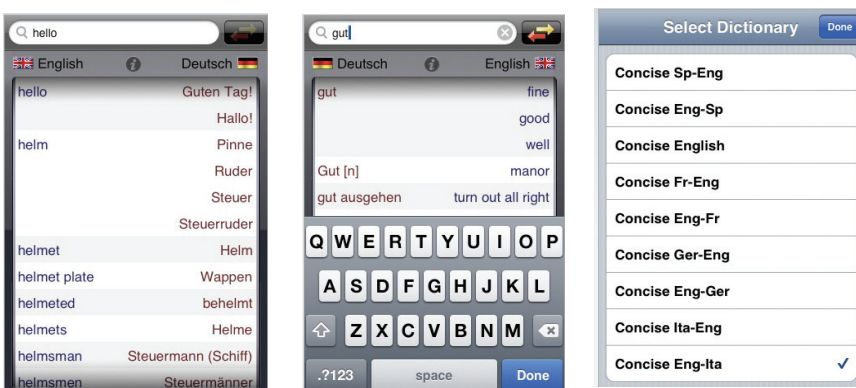 hello
English Deutsch
hello Guten Tag!
Hallo!
helm Pinne
Ruder
Steuer
Steuerruder
helmet Helm
helmet plate Wappen
helmeted behelmt
helmets Helme
helmsman Steuermann (Schiff)
helmsmen Steuermänner
gut
Deutsch English
gut fine
good
well
Gut [n] manor
gut ausgehen turn out all right
Q W E R T Y U I O P
A S D F G H J K L
Z X C V B N M
.?123 space Done
Select Dictionary Done
Concise Sp-Eng
Concise Eng-Sp
Concise English
Concise Fr-Eng
Concise Eng-Fr
Concise Ger-Eng
Concise Eng-Ger
Concise Ita-Eng
Concise Eng-Ita